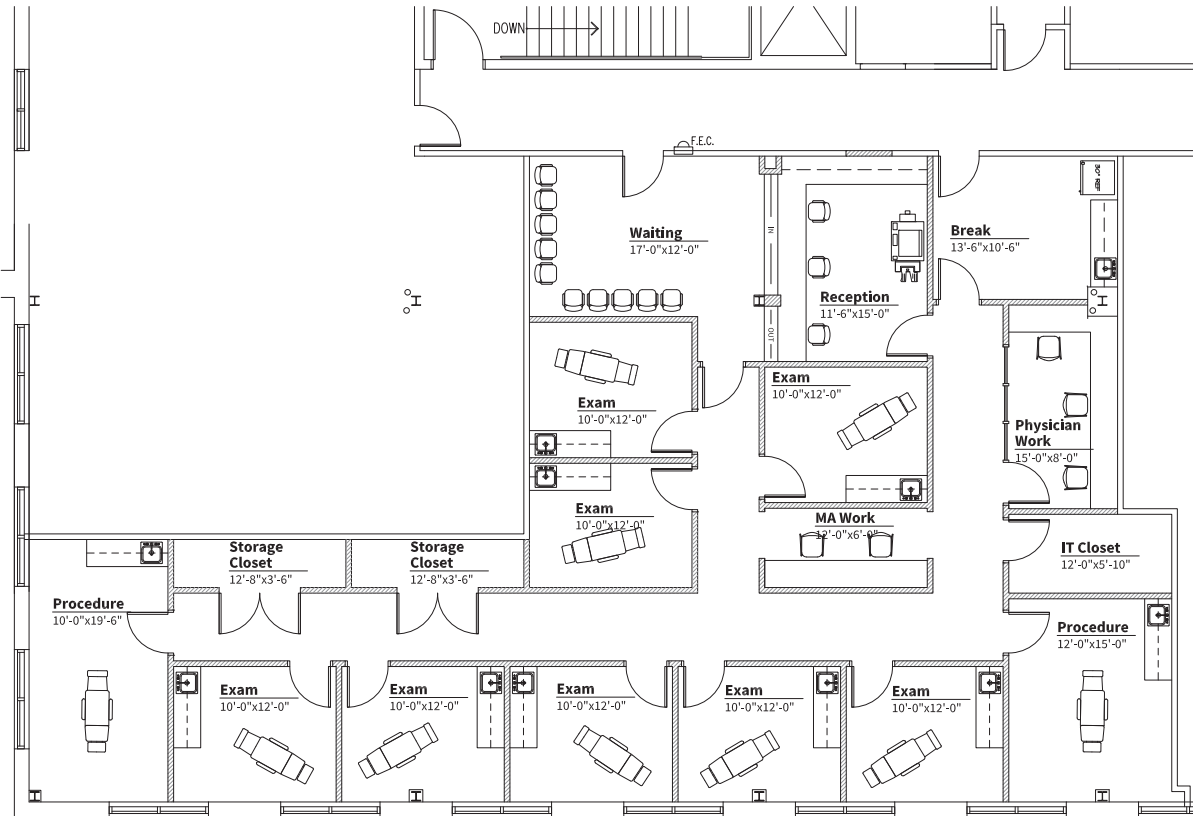 DOWN
F.E.C.
30" REF
Waiting
17'-0"x12'-0"
IN
Break
13'-6"x10'-6"
Reception
11'-6"x15'-0"
OUT
Exam
10'-0"x12'-0"
Exam
10'-0"x12'-0"
Physician
Work
15'-0"x8'-0"
Exam
10'-0"x12'-0"
MA Work
12'-0"x6'-0"
Storage
Closet
12'-8"x3'-6"
Storage
Closet
12'-8"x3'-6"
IT Closet
12'-0"x5'-10"
Procedure
10'-0"x19'-6"
Procedure
12'-0"x15'-0"
Exam
10'-0"x12'-0"
Exam
10'-0"x12'-0"
Exam
10'-0"x12'-0"
Exam
10'-0"x12'-0"
Exam
10'-0"x12'-0"